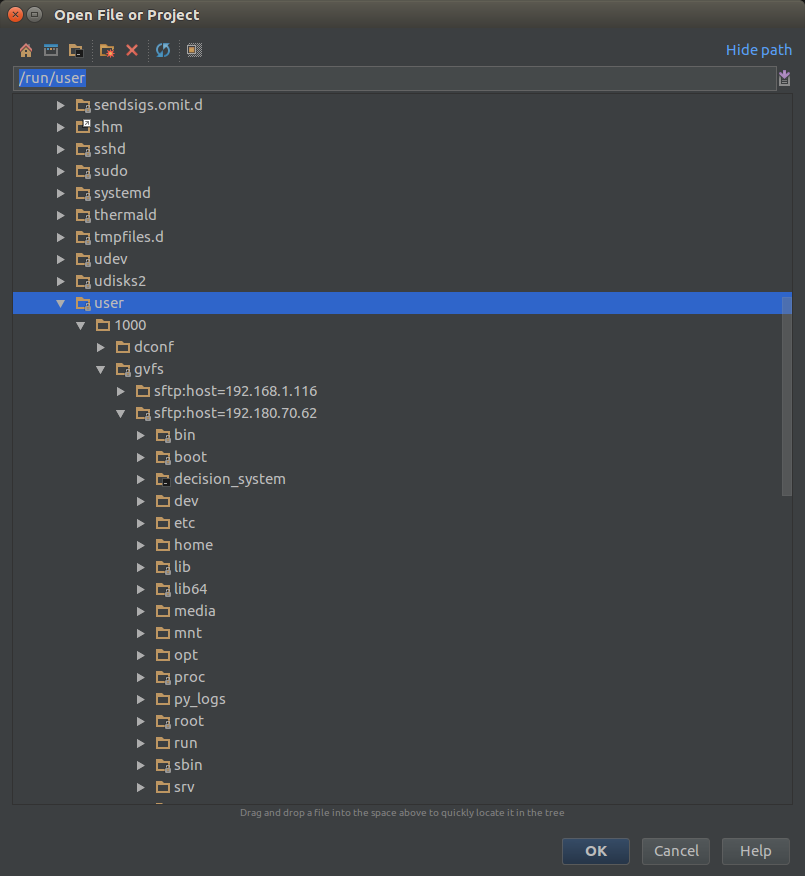 Open File or Project
Hide path
/run/user
sendsigs.omit.d
shm
sshd
sudo
systemd
thermald
tmpfiles.d
udev
udisks2
user
1000
dconf
gvfs
sftp:host=192.168.1.116
sftp:host=192.180.70.62
bin
boot
decision_system
dev
etc
home
lib
lib64
media
mnt
opt
proc
py_logs
root
run
sbin
srv
Drag and drop a file into the space above to quickly locate it in the tree
OK Cancel Help